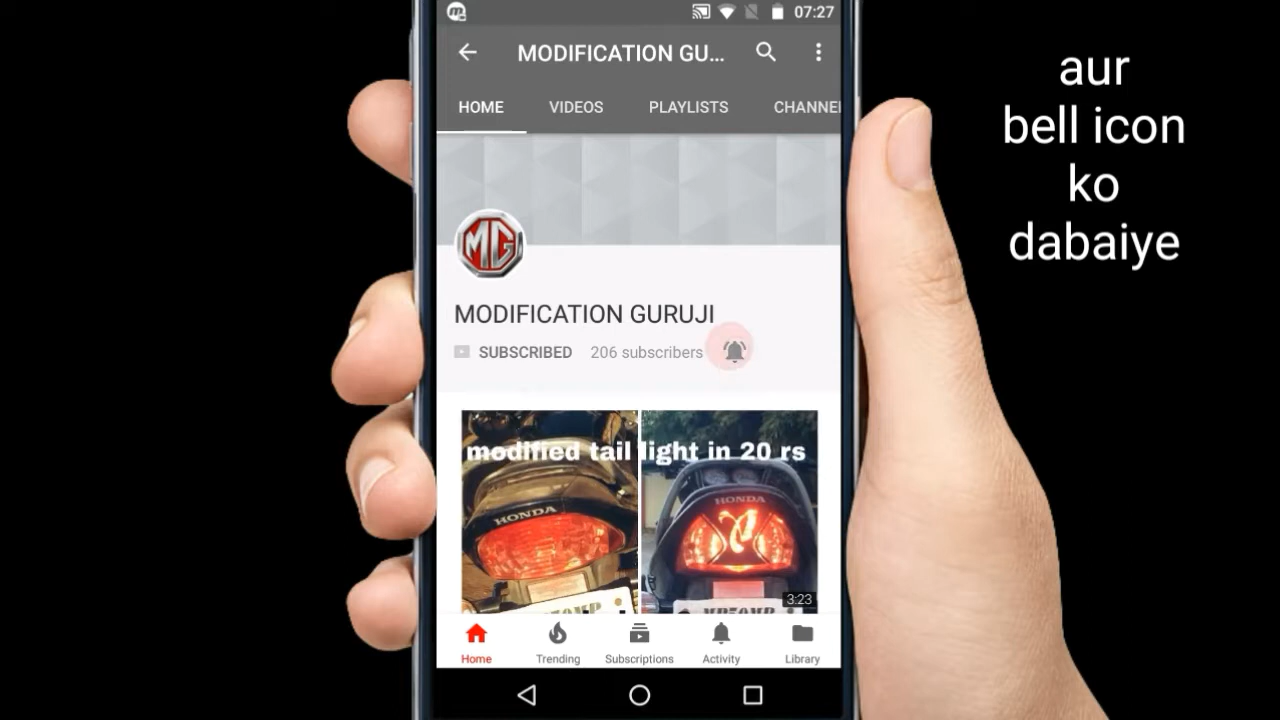 07:27
MODIFICATION GU...
HOME VIDEOS PLAYLISTS CHANNE
MG
MODIFICATION GURUJI
SUBSCRIBED 206 subscribers
modified tail light in 20 rs
HONDA
HONDA
3:23
Home Trending Subscriptions Activity Library
aur
bell icon
ko
dabaiye